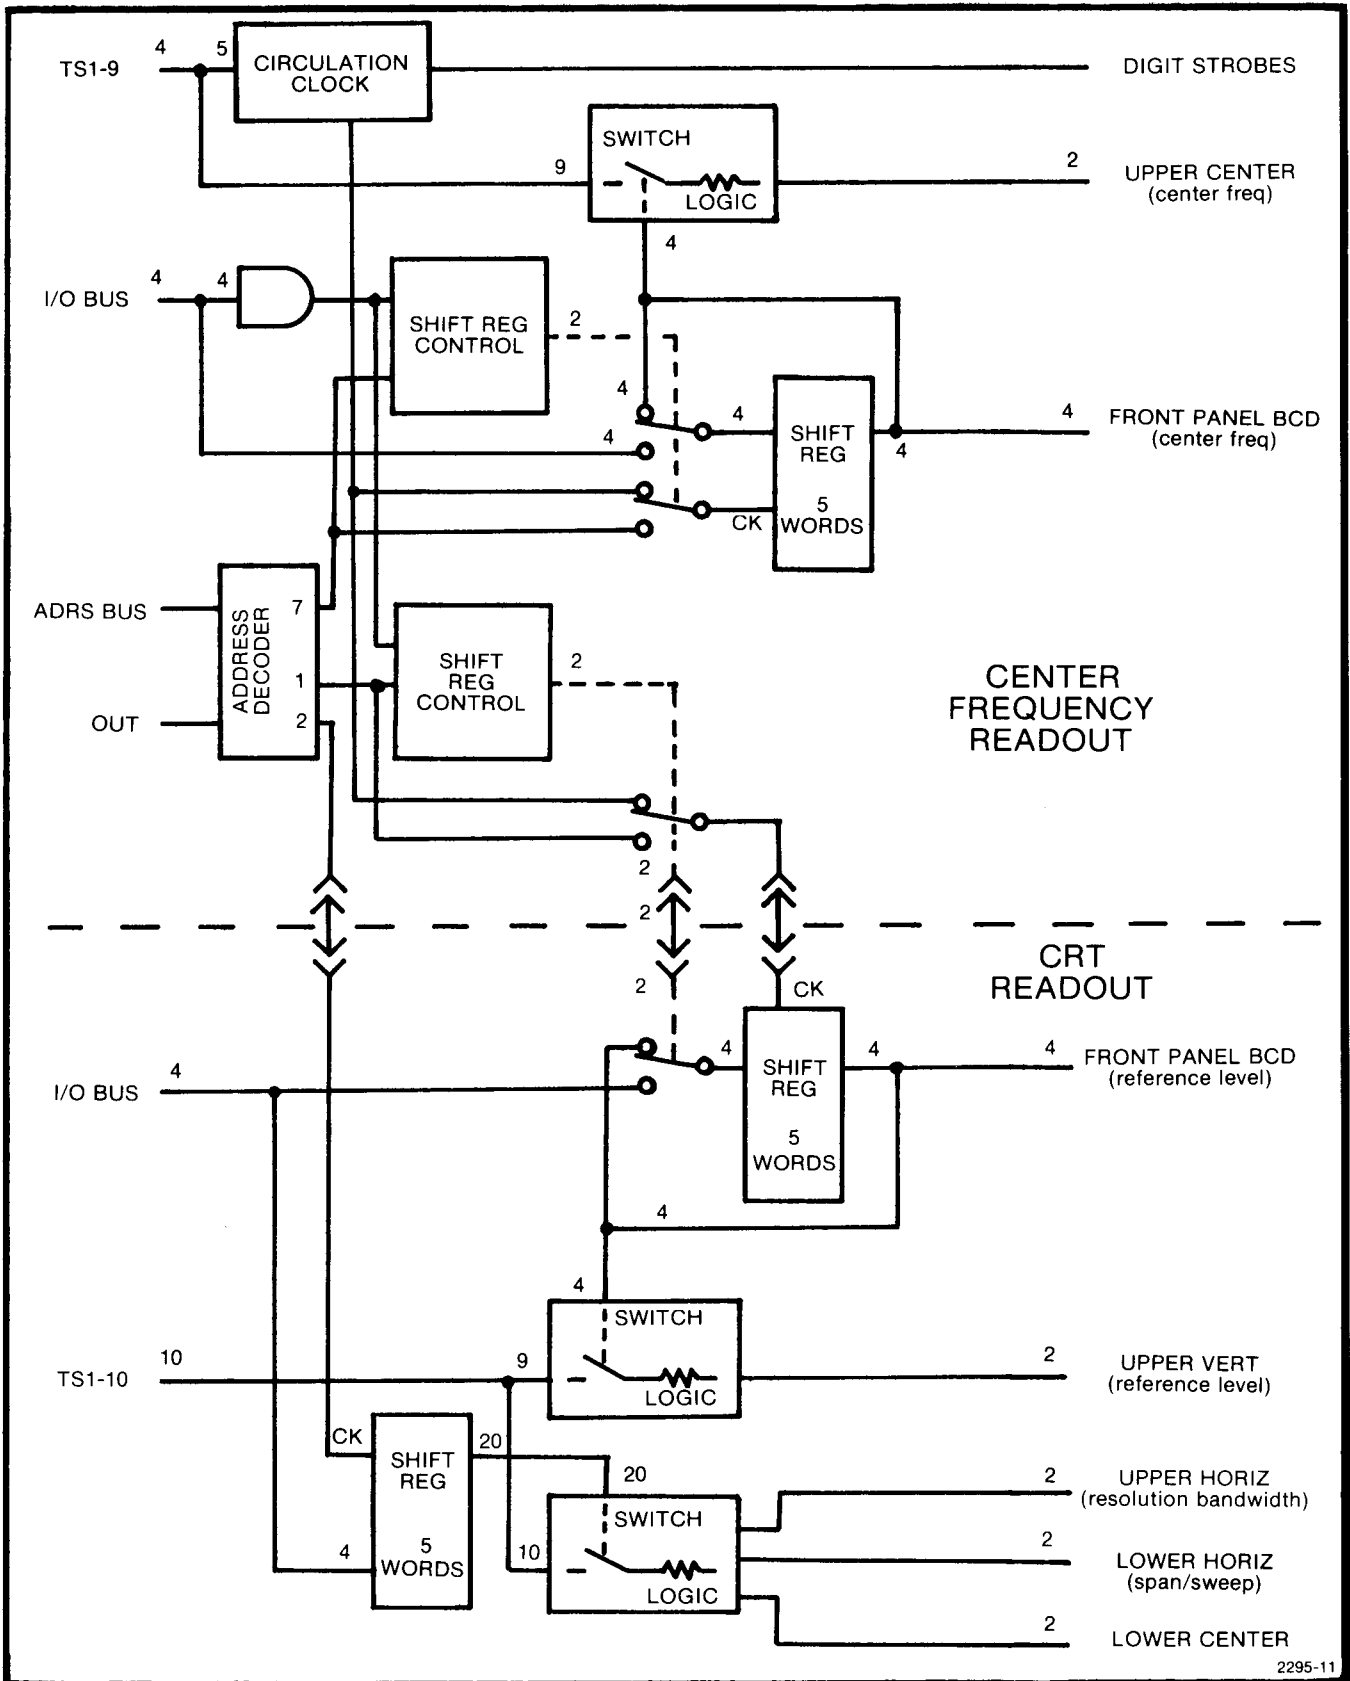 4
5
TS1-9
CIRCULATION
CLOCK
DIGIT STROBES
SWITCH
9
LOGIC
2
UPPER CENTER
(center freq)
4
I/O BUS
4
4
SHIFT REG
CONTROL
2
4
4
4
SHIFT
REG
5
WORDS
CK
4
4
FRONT PANEL BCD
(center freq)
ADRS BUS
OUT
ADDRESS
DECODER
7
1
2
SHIFT
REG
CONTROL
2
CENTER
FREQUENCY
READOUT
2
2
2
CRT
READOUT
CK
I/O BUS
4
4
SHIFT
REG
5
WORDS
4
4
FRONT PANEL BCD
(reference level)
4
4
SWITCH
LOGIC
TS1-10
10
9
2
UPPER VERT
(reference level)
CK
SHIFT
REG
5
WORDS
4
20
20
SWITCH
10
LOGIC
2
UPPER HORIZ
(resolution bandwidth)
2
LOWER HORIZ
(span/sweep)
2
LOWER CENTER
2295-11